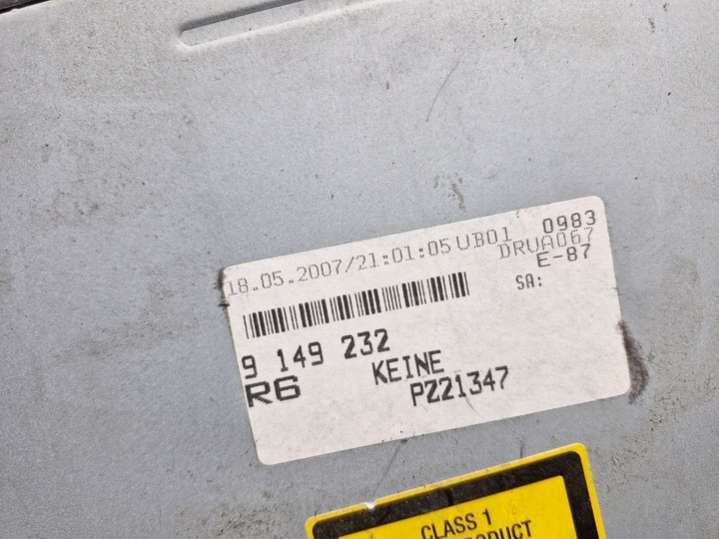 18.05.2007/21:01:05 UB01 0983
DRUA067
E-87
SA:
9 149 232
KEINE
R6
PZ21347
CLASS 1
PRODUCT